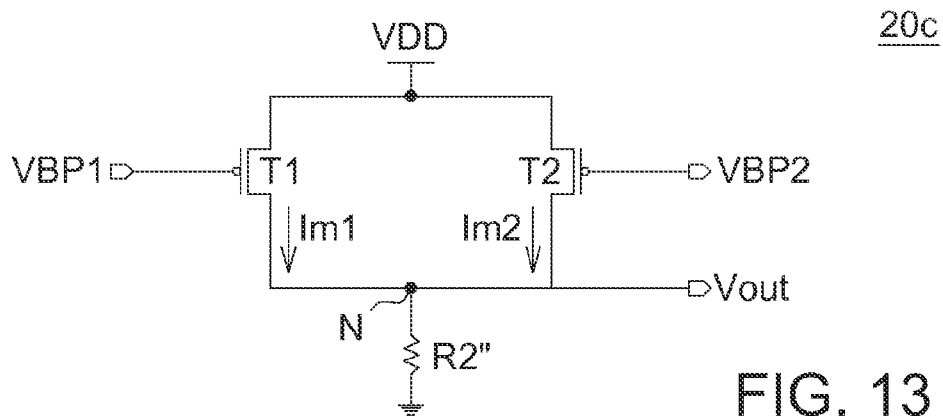 20c
VDD
VBP1
T1
T2
VBP2
Im1
Im2
Vout
N
R2"
FIG. 13